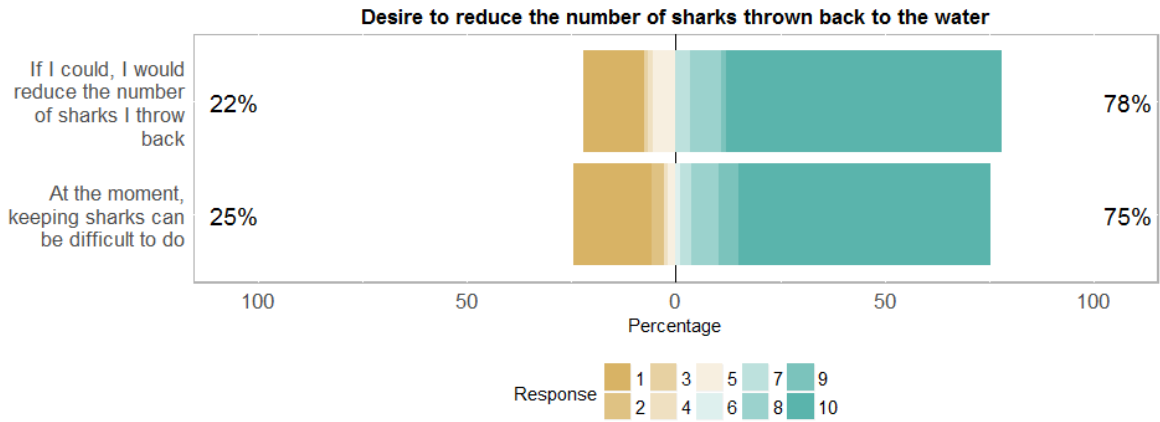 Desire to reduce the number of sharks thrown back to the water
If I could, I would
reduce the number
of sharks I throw
back
22%
78%
At the moment,
keeping sharks can
be difficult to do
25%
75%
100 50 0 50 100
Percentage
Response
1 3 5 7 9
2 4 6 8 10